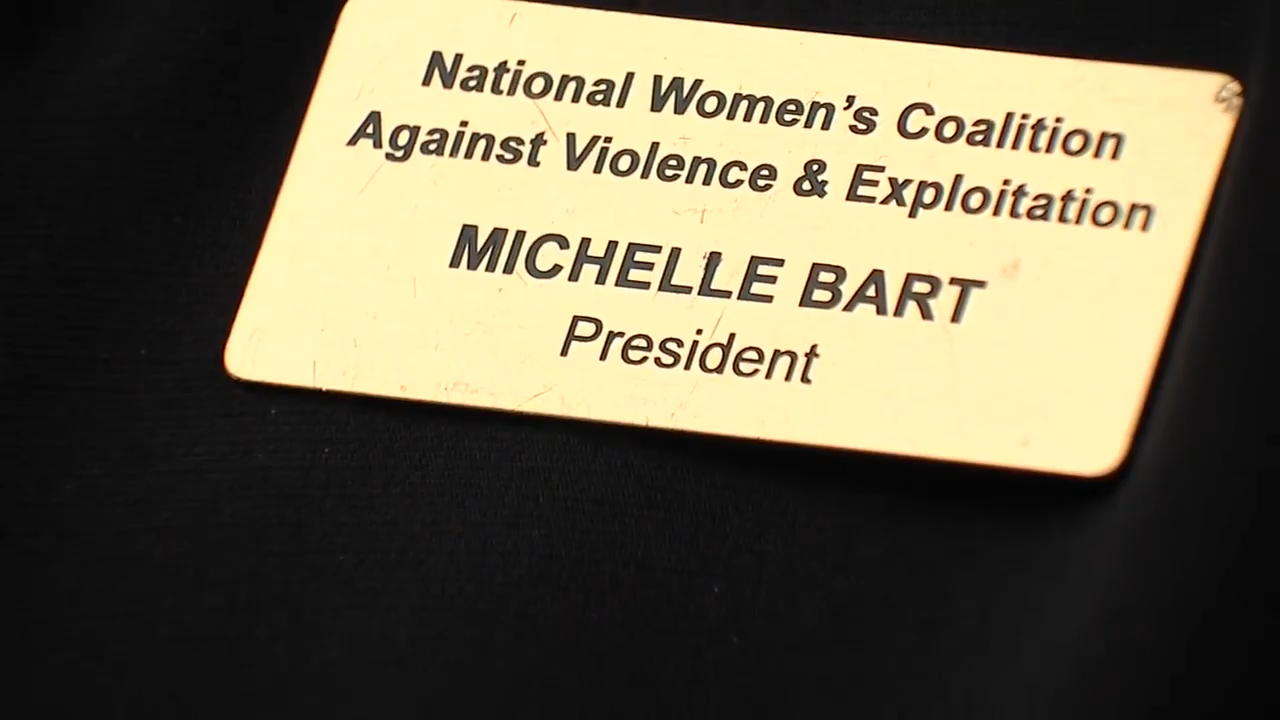 National Women’s Coalition
Against Violence & Exploitation
MICHELLE BART
President